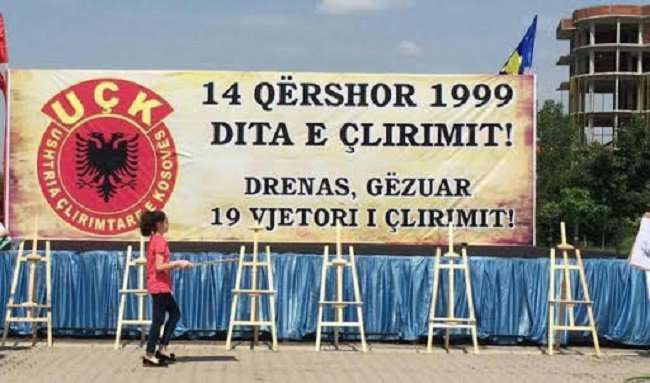 UÇK
USHTRIA ÇLIRIMTARE E KOSOVËS
14 QËRSHOR 1999
DITA E ÇLIRIMIT!
DRENAS, GËZUAR
19 VJETORI I ÇLIRIMIT!